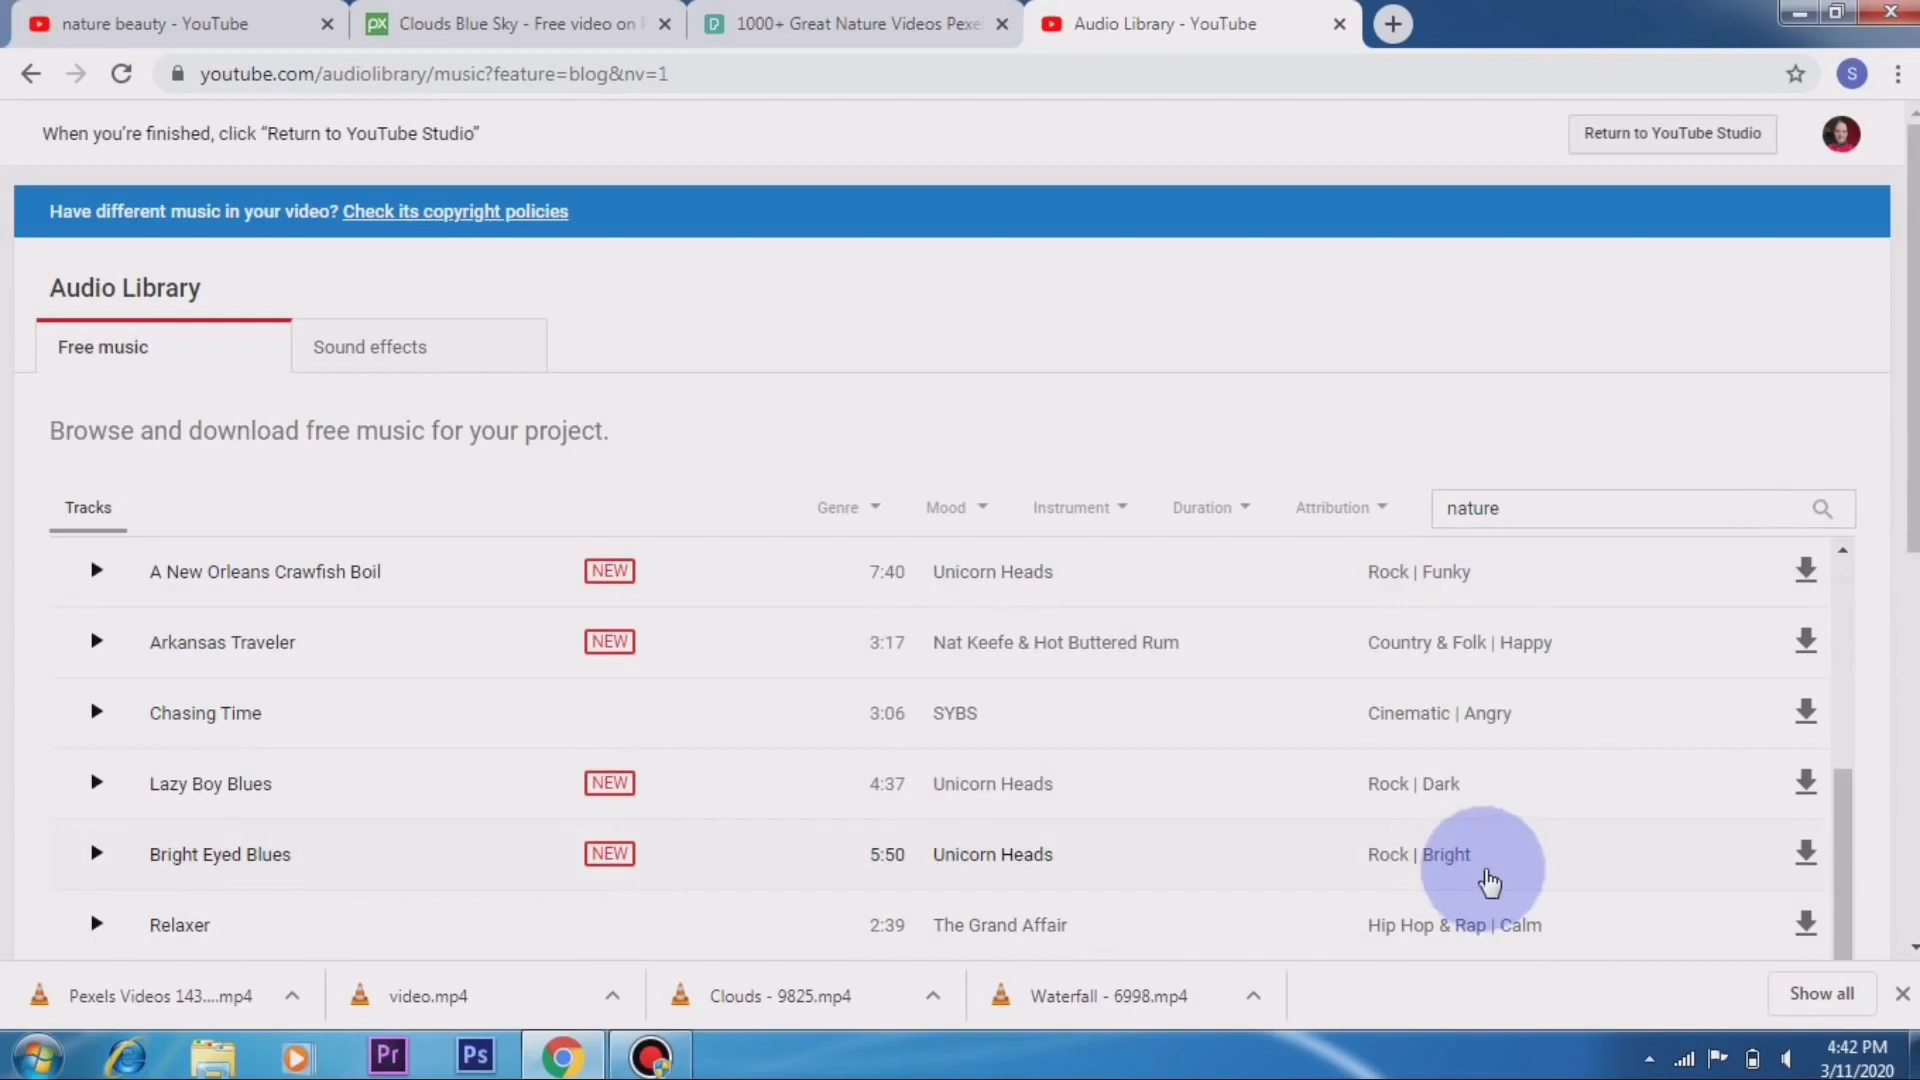 nature beauty - YouTube
Clouds Blue Sky - Free video on
1000+ Great Nature Videos Pexel
Audio Library - YouTube
youtube.com/audiolibrary/music?feature=blog&nv=1
S
When you're finished, click "Return to YouTube Studio"
Return to YouTube Studio
Have different music in your video? Check its copyright policies
Audio Library
Free music
Sound effects
Browse and download free music for your project.
Tracks
Genre
Mood
Instrument
Duration
Attribution
nature
A New Orleans Crawfish Boil NEW 7:40 Unicorn Heads Rock | Funky
Arkansas Traveler NEW 3:17 Nat Keefe & Hot Buttered Rum Country & Folk | Happy
Chasing Time 3:06 SYBS Cinematic | Angry
Lazy Boy Blues NEW 4:37 Unicorn Heads Rock | Dark
Bright Eyed Blues NEW 5:50 Unicorn Heads Rock | Bright
Relaxer 2:39 The Grand Affair Hip Hop & Rap | Calm
Pexels Videos 143....mp4
video.mp4
Clouds - 9825.mp4
Waterfall - 6998.mp4
Show all
Pr
Ps
4:42 PM
3/11/2020